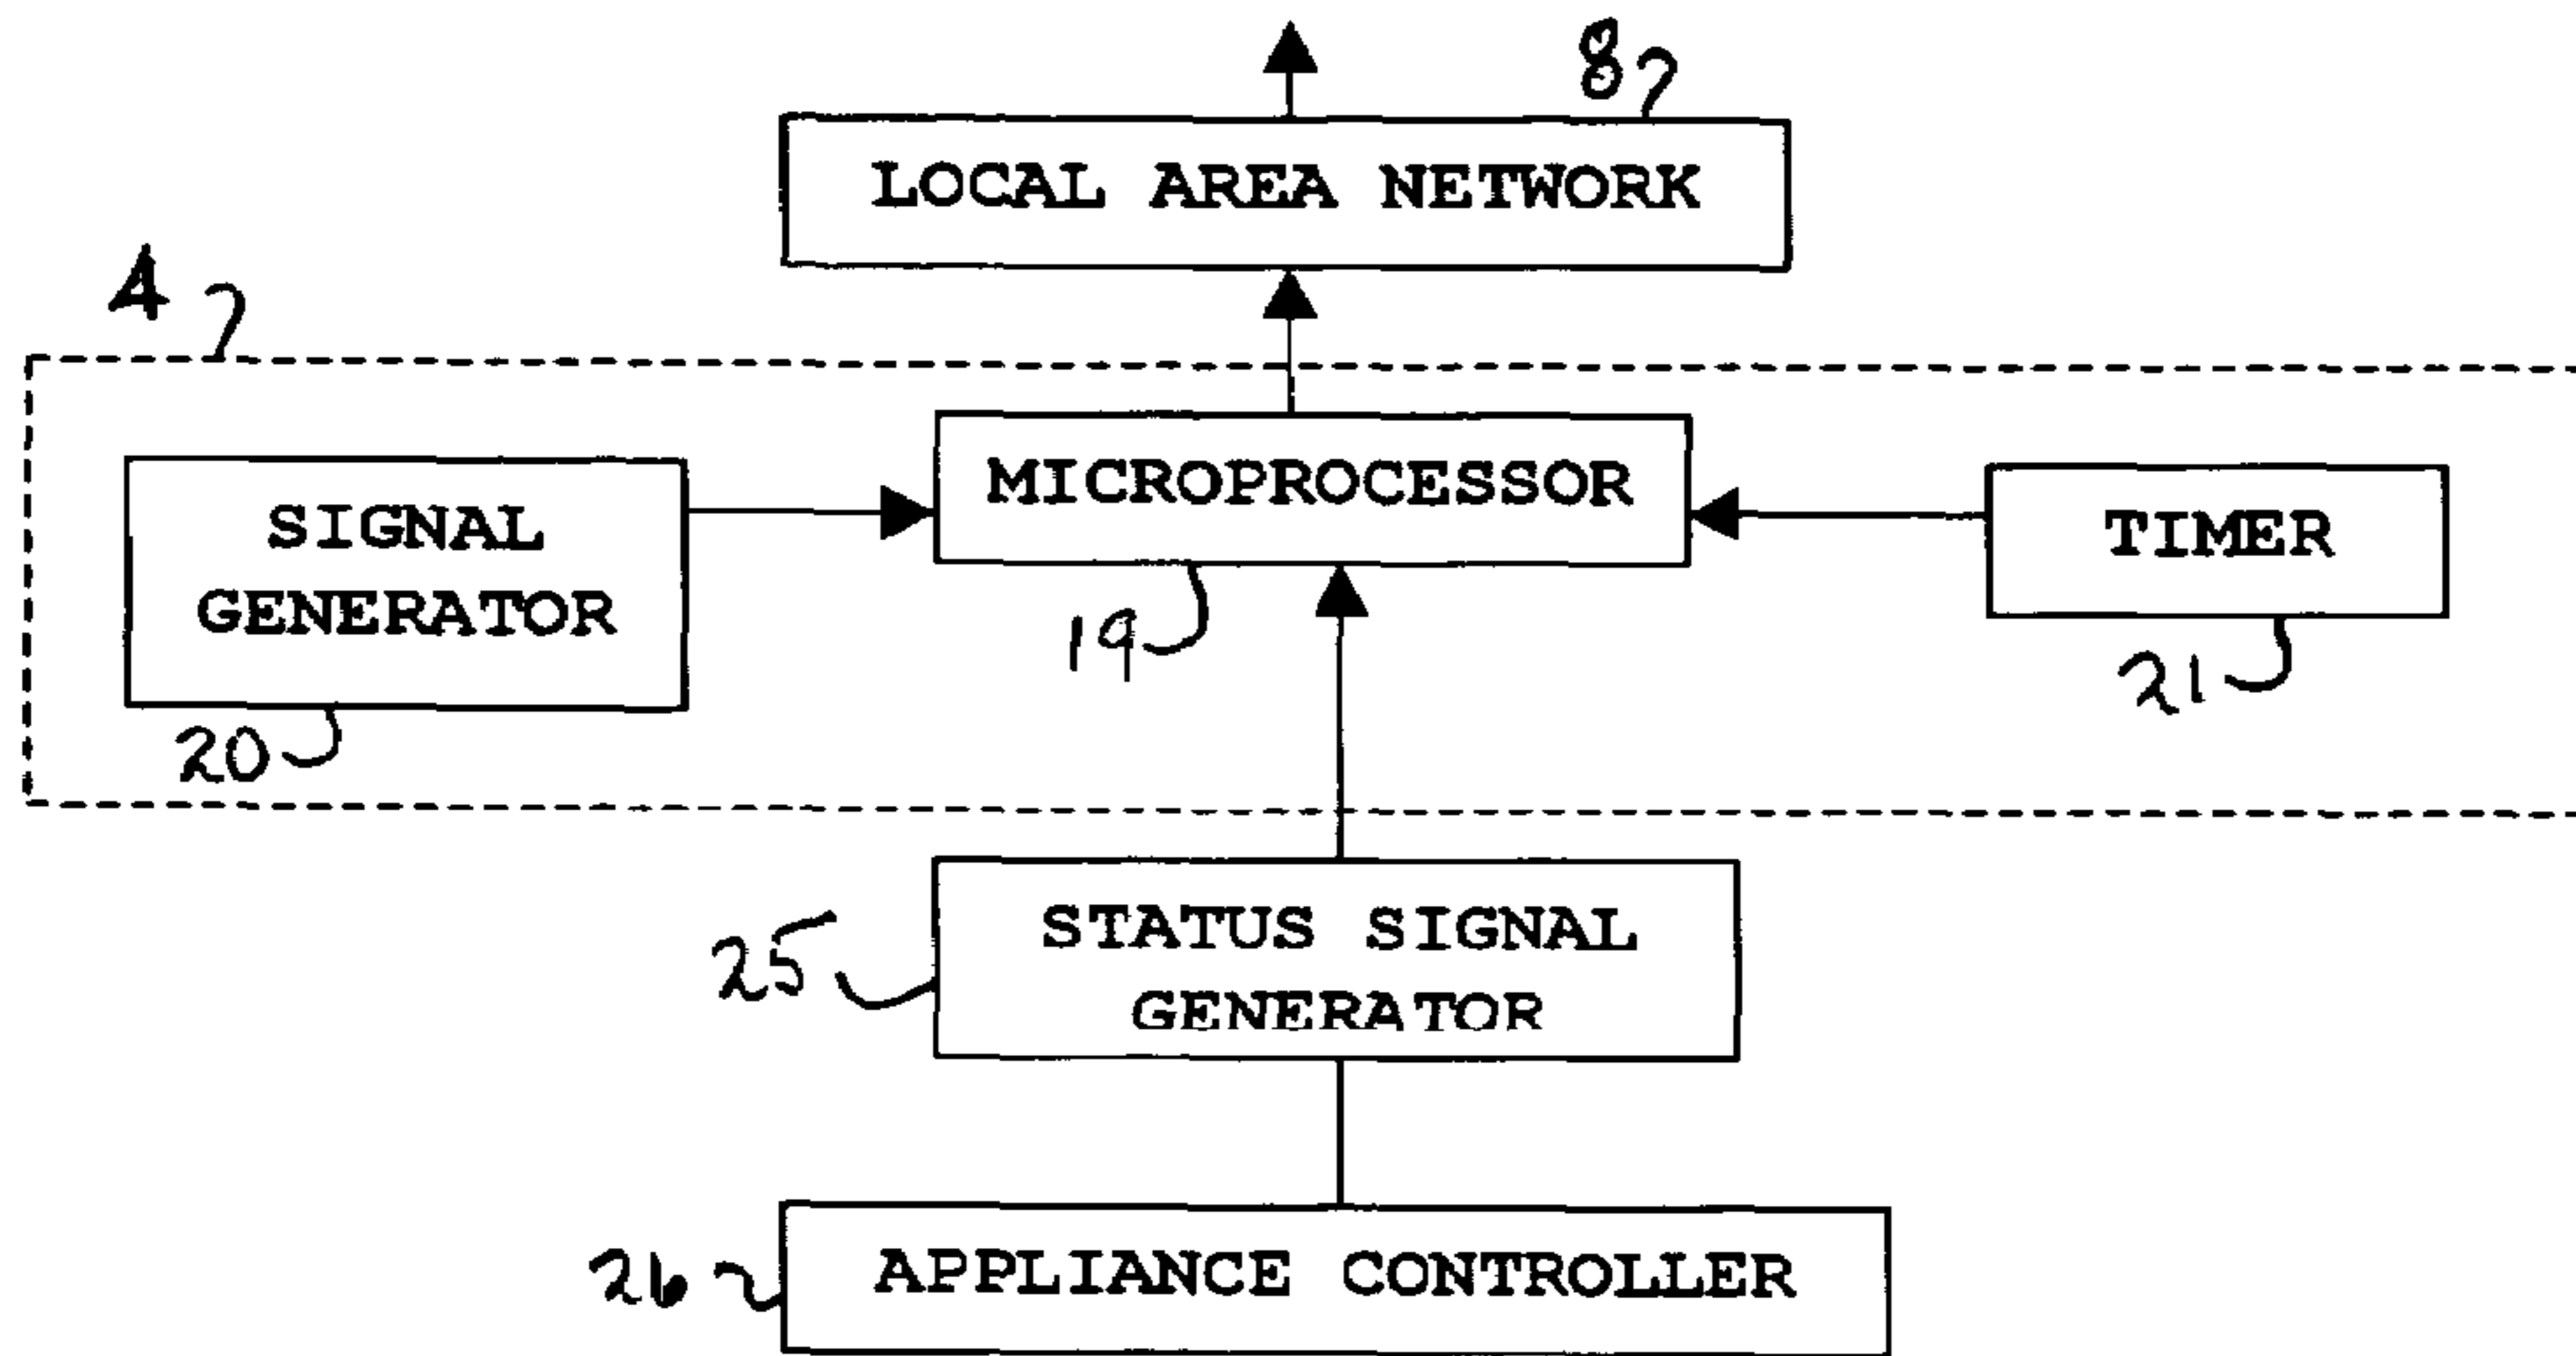 8
LOCAL AREA NETWORK
4
MICROPROCESSOR
SIGNAL
GENERATOR
TIMER
19
21
20
STATUS SIGNAL
GENERATOR
25
APPLIANCE CONTROLLER
26